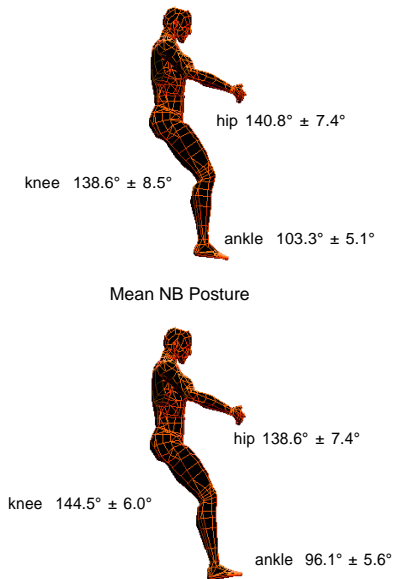 hip 140.8° ± 7.4°
knee 138.6° ± 8.5°
ankle 103.3° ± 5.1°
Mean NB Posture
hip 138.6° ± 7.4°
knee 144.5° ± 6.0°
ankle 96.1° ± 5.6°